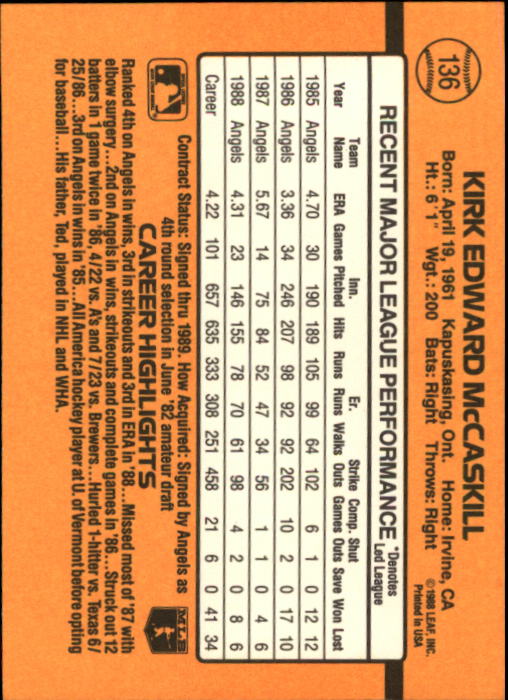 136
KIRK EDWARD McCASKILL
Born: April 19, 1961 Kapuskasing, Ont. Home: Irvine, CA
Ht.: 6'1" Wgt.: 200 Bats: Right Throws: Right
©1988 LEAF, INC.
Printed in USA
RECENT MAJOR LEAGUE PERFORMANCE *Denotes Led League
Year Team Name ERA Games Inn. Pitched Hits Runs Er. Runs Walks Strike Outs Comp. Games Shut Outs Save Won Lost
1985 Angels 4.70 30 190 189 105 99 64 102 6 1 0 12 12
1986 Angels 3.36 34 246 207 98 92 92 202 10 2 0 17 10
1987 Angels 5.67 14 75 84 52 47 34 56 1 1 0 4 6
1988 Angels 4.31 23 146 155 78 70 61 98 4 2 0 8 6
Career 4.22 101 657 635 333 308 251 458 21 6 0 41 34
Contract Status: Signed thru 1989. How Acquired: Signed by Angels as
4th round selection in June '82 amateur draft
CAREER HIGHLIGHTS
MLB
Ranked 4th on Angels in wins, 3rd in strikeouts and 3rd in ERA in '88...Missed most of '87 with
elbow surgery...2nd on Angels in wins, strikeouts and complete games in '86...Struck out 12
batters in 1 game twice in '86, 4/22 vs. A's and 7/23 vs. Brewers...Hurled 1-hitter vs. Texas 6/
25/86...3rd on Angels in wins in '85...All America hockey player at U. of Vermont before opting
for baseball...His father, Ted, played in NHL and WHA.